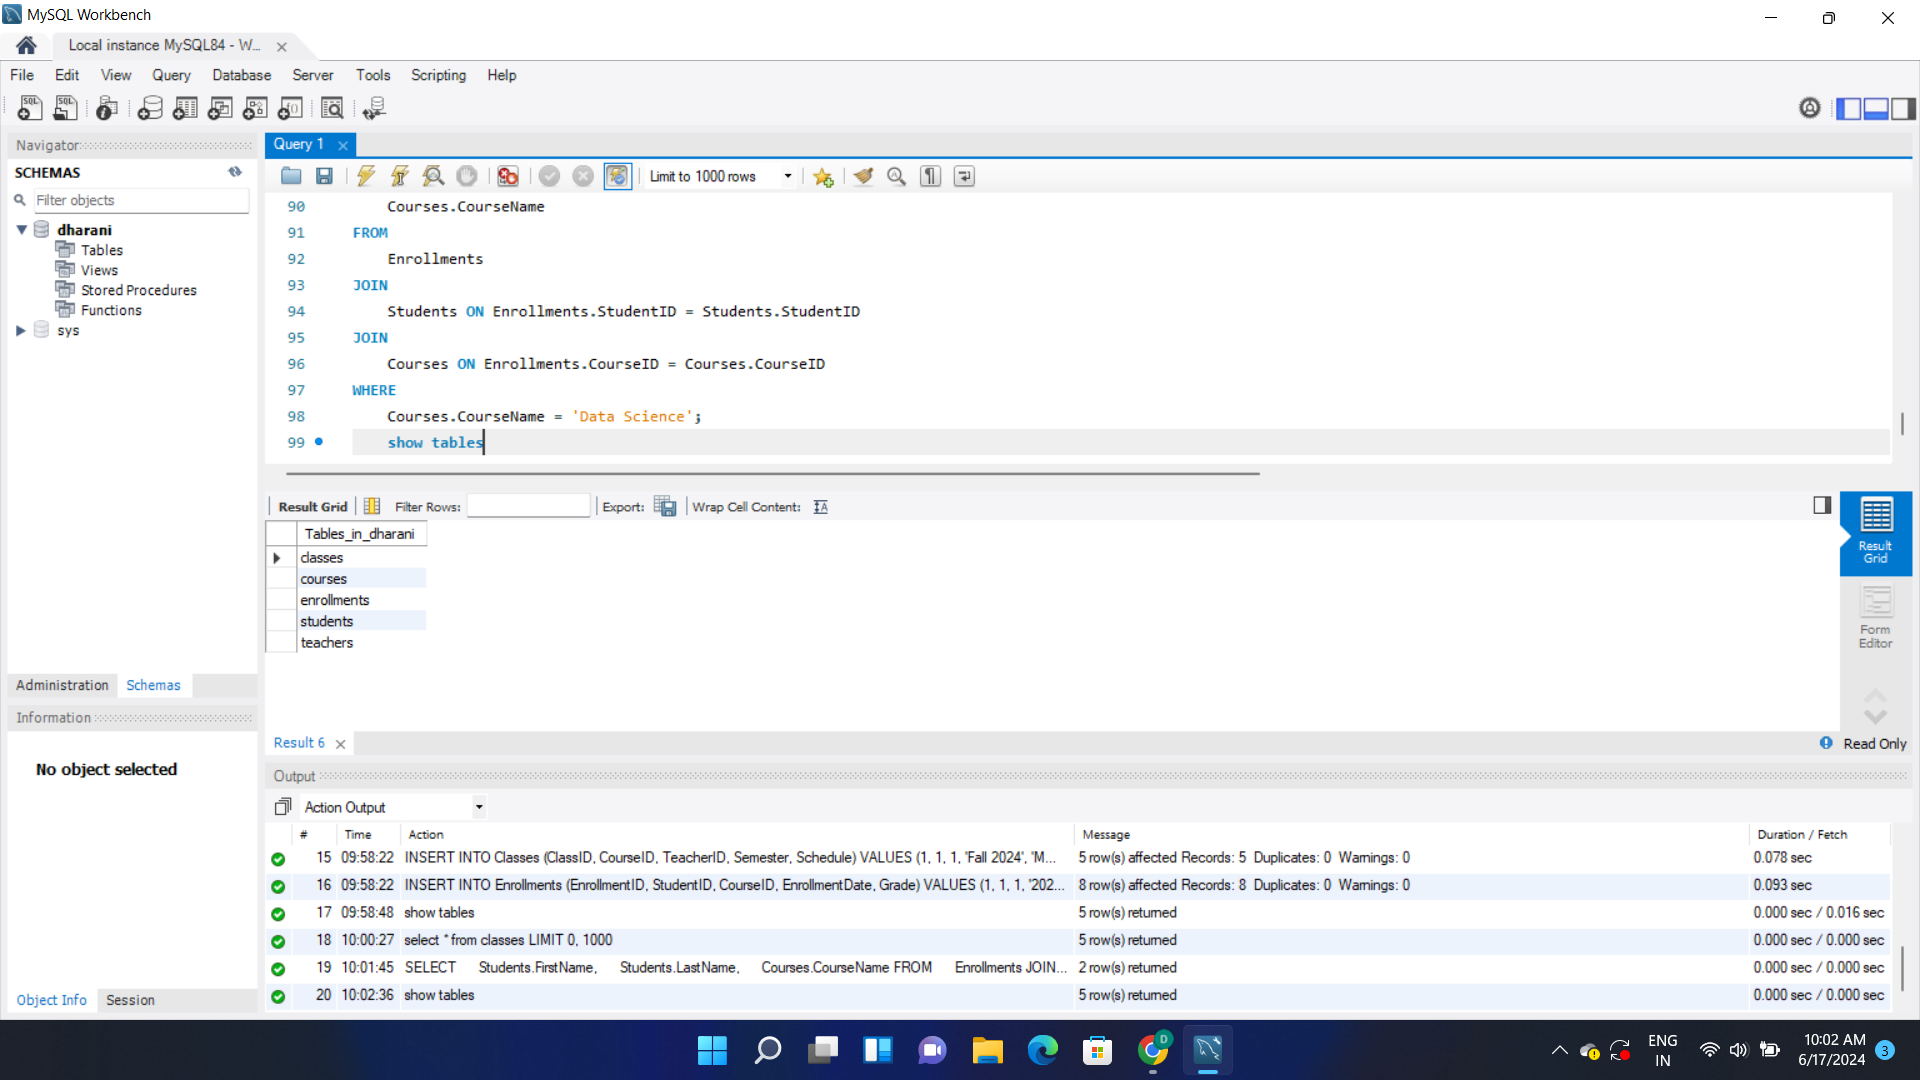 MySQL Workbench
Local instance MySQL84 - W...
File Edit View Query Database Server Tools Scripting Help
Navigator
SCHEMAS
Filter objects
dharani
Tables
Views
Stored Procedures
Functions
sys
Administration Schemas
Information
No object selected
Object Info Session
Query 1
Limit to 1000 rows
90 Courses.CourseName
91 FROM
92 Enrollments
93 JOIN
94 Students ON Enrollments.StudentID = Students.StudentID
95 JOIN
96 Courses ON Enrollments.CourseID = Courses.CourseID
97 WHERE
98 Courses.CourseName = 'Data Science';
99 show tables
Result Grid Filter Rows: Export: Wrap Cell Content:
Tables_in_dharani
classes
courses
enrollments
students
teachers
Result
Grid
Form
Editor
Result 6
Read Only
Output
Action Output
# Time Action Message Duration / Fetch
15 09:58:22 INSERT INTO Classes (ClassID, CourseID, TeacherID, Semester, Schedule) VALUES (1, 1, 1, 'Fall 2024', 'M... 5 row(s) affected Records: 5 Duplicates: 0 Warnings: 0 0.078 sec
16 09:58:22 INSERT INTO Enrollments (EnrollmentID, StudentID, CourseID, EnrollmentDate, Grade) VALUES (1, 1, 1, '202... 8 row(s) affected Records: 8 Duplicates: 0 Warnings: 0 0.093 sec
17 09:58:48 show tables 5 row(s) returned 0.000 sec / 0.016 sec
18 10:00:27 select * from classes LIMIT 0, 1000 5 row(s) returned 0.000 sec / 0.000 sec
19 10:01:45 SELECT Students.FirstName, Students.LastName, Courses.CourseName FROM Enrollments JOIN... 2 row(s) returned 0.000 sec / 0.000 sec
20 10:02:36 show tables 5 row(s) returned 0.000 sec / 0.000 sec
ENG
IN
10:02 AM
6/17/2024
3